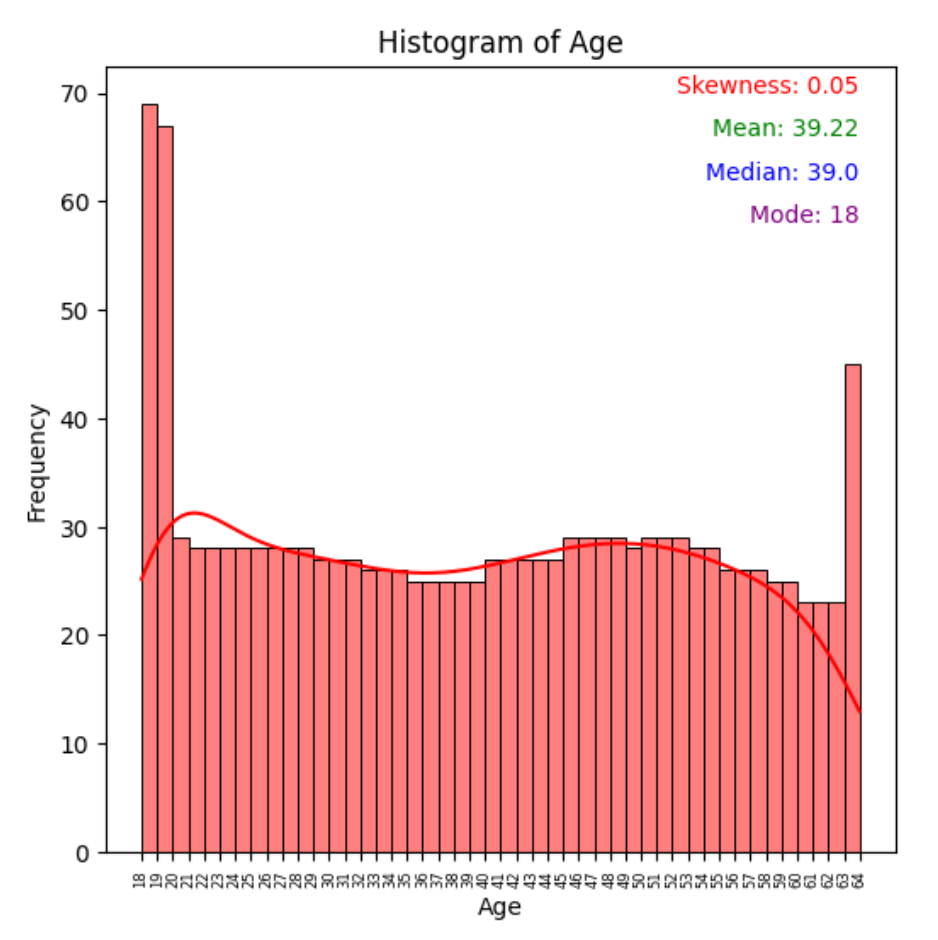 Histogram of Age
Skewness: 0.05
Mean: 39.22
Median: 39.0
Mode: 18
Frequency
70
60
50
40
30
20
10
0
18 19 20 21 22 23 24 25 26 27 28 29 30 31 32 33 34 35 36 37 38 39 40 41 42 43 44 45 46 47 48 49 50 51 52 53 54 55 56 57 58 59 60 61 62 63 64
Age